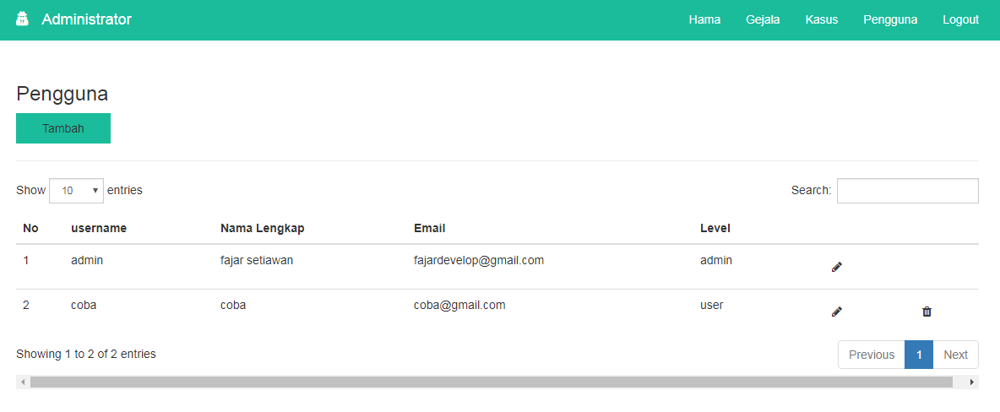 Administrator Hama Gejala Kasus Pengguna Logout
Pengguna
Tambah
Show 10 entries Search:
No username Nama Lengkap Email Level
1 admin fajar setiawan fajardevelop@gmail.com admin
2 coba coba coba@gmail.com user
Showing 1 to 2 of 2 entries Previous 1 Next